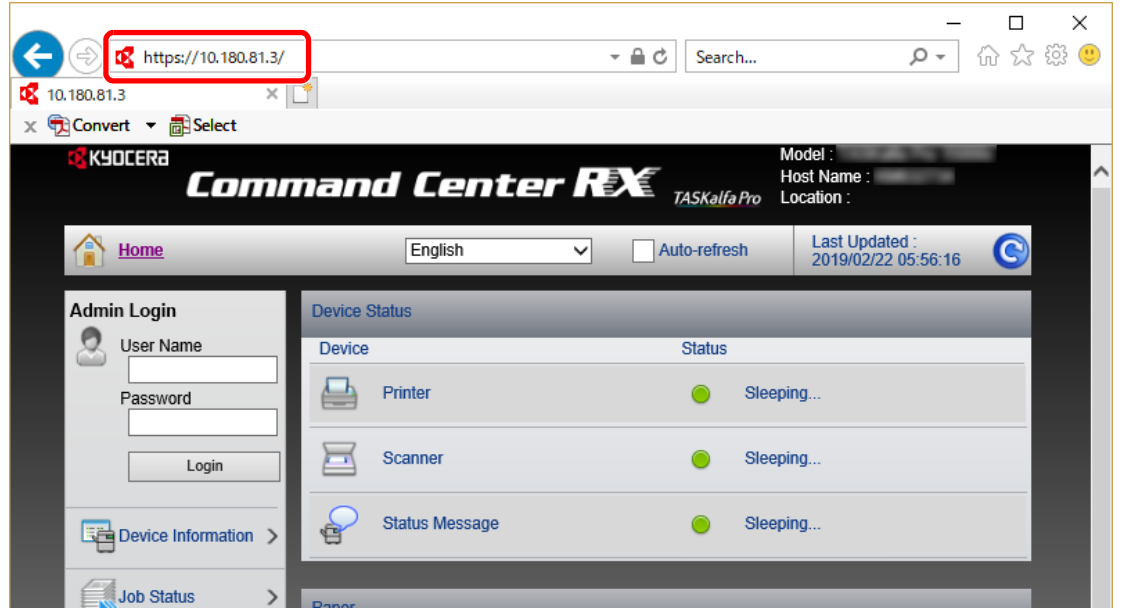 https://10.180.81.3/
Search...
10.180.81.3
Convert Select
KYOCERA
Command Center RX
TASKalfa Pro
Model :
Host Name :
Location :
Home
English
Auto-refresh
Last Updated :
2019/02/22 05:56:16
Admin Login
User Name
Password
Login
Device Information
Job Status
Device Status
Device Status
Printer Sleeping...
Scanner Sleeping...
Status Message Sleeping...
Paper